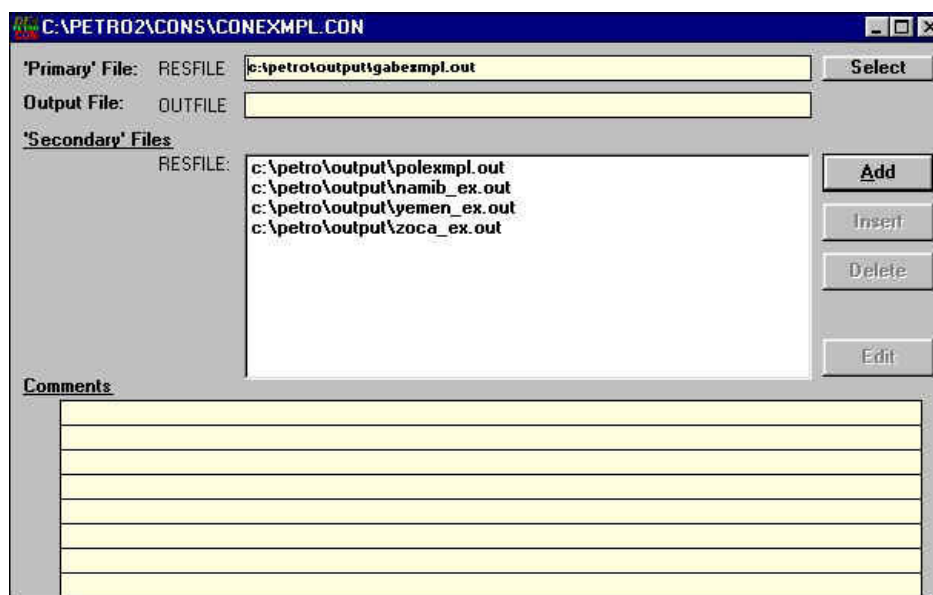 C:\PETRO2\CONS\CONEXMPL.CON
'Primary' File: RESFILE c:\petro\output\gabexmpl.out Select
Output File: OUTFILE
'Secondary' Files
RESFILE: c:\petro\output\polexmpl.out Add
c:\petro\output\namib_ex.out
c:\petro\output\yemen_ex.out Insert
c:\petro\output\zoca_ex.out
Delete
Edit
Comments